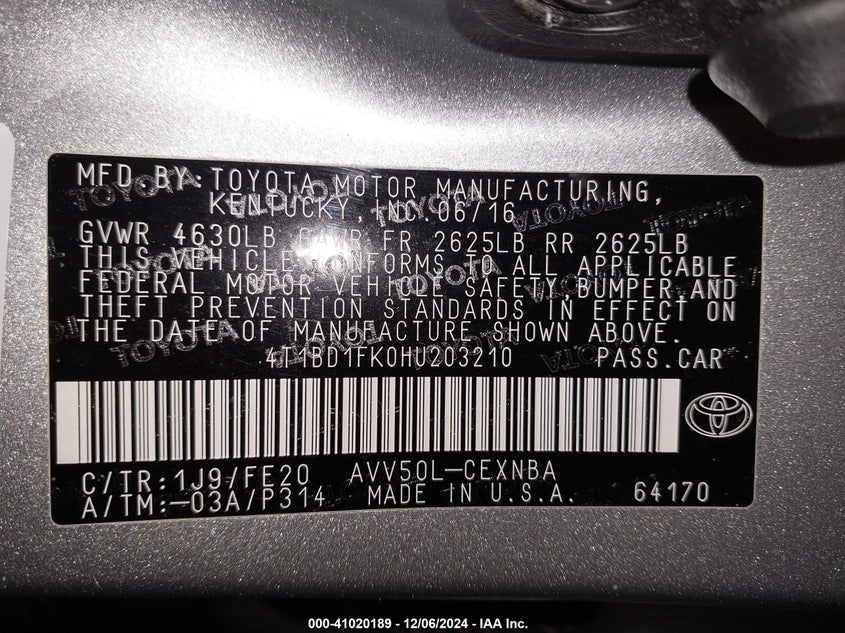 MFD BY:TOYOTA MOTOR MANUFACTURING,
KENTUCKY, INC. 06/16
GVWR 4630LB GAWR FR 2625LB RR 2625LB
THIS VEHICLE CONFORMS TO ALL APPLICABLE
FEDERAL MOTOR VEHICLE SAFETY,BUMPER,AND
THEFT PREVENTION STANDARDS IN EFFECT ON
THE DATE OF MANUFACTURE SHOWN ABOVE.
4T1BD1FK0HU203210 PASS.CAR
C/TR:1J9/FE20 AVV50L-CEXNBA
A/TM:-03A/P314 MADE IN U.S.A. 64170
000-41020189 - 12/06/2024 - IAA Inc.